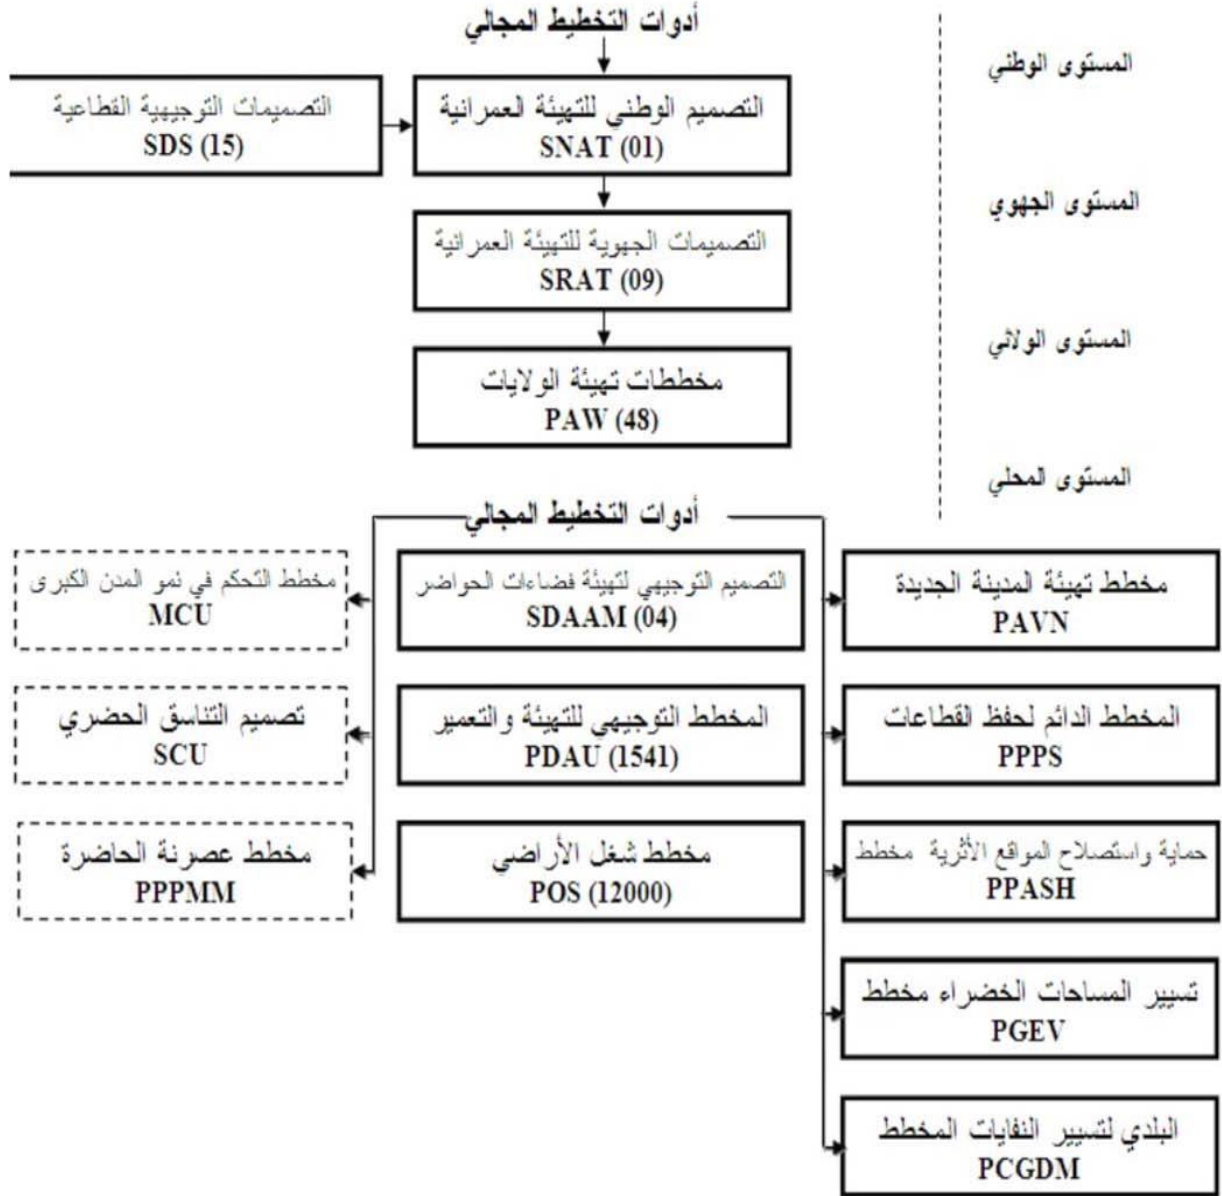 أدوات التخطيط المجالي
المستوى الوطني
التصميم الوطني للتهيئة العمرانية
SNAT (01)
التصميمات التوجيهية القطاعية
SDS (15)
المستوى الجهوي
التصميمات الجهوية للتهيئة العمرانية
SRAT (09)
المستوى الولائي
مخططات تهيئة الولايات
PAW (48)
المستوى المحلي
أدوات التخطيط المجالي
مخطط تهيئة المدينة الجديدة
PAVN
التصميم التوجيهي لتهيئة فضاءات الحواضر
SDAAM (04)
مخطط التحكم في نمو المدن الكبرى
MCU
المخطط الدائم لحفظ القطاعات
PPPS
المخطط التوجيهي للتهيئة والتعمير
PDAU (1541)
تصميم التناسق الحضري
SCU
حماية واستصلاح المواقع الأثرية مخطط
PPASH
مخطط شغل الأراضي
POS (12000)
مخطط عصرنة الحاضرة
PPPMM
تسيير المساحات الخضراء مخطط
PGEV
البلدي لتسيير النفايات المخطط
PCGDM